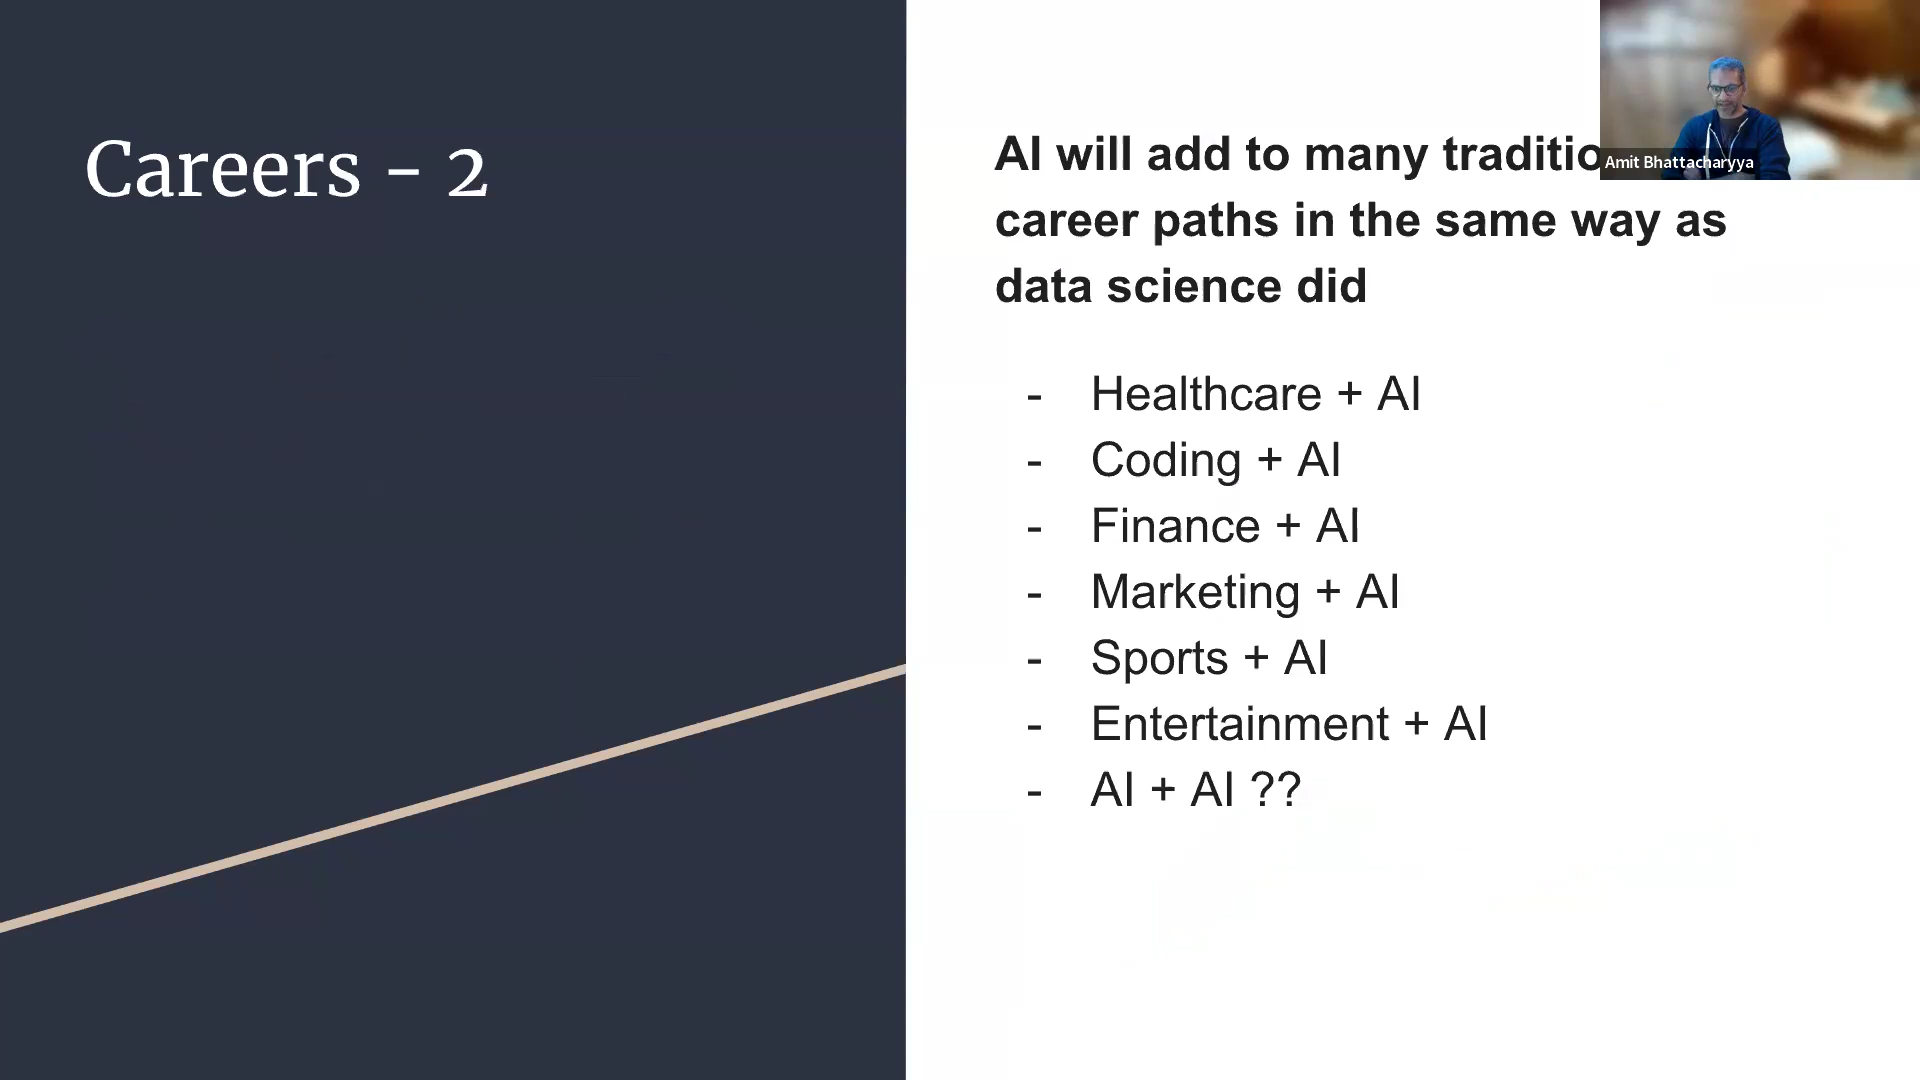 Careers - 2
AI will add to many
career paths in the same way as
data science did
- Healthcare + AI
- Coding + AI
- Finance + AI
- Marketing + AI
- Sports + AI
- Entertainment + AI
- AI + AI ??
Amit Bhattacharyya